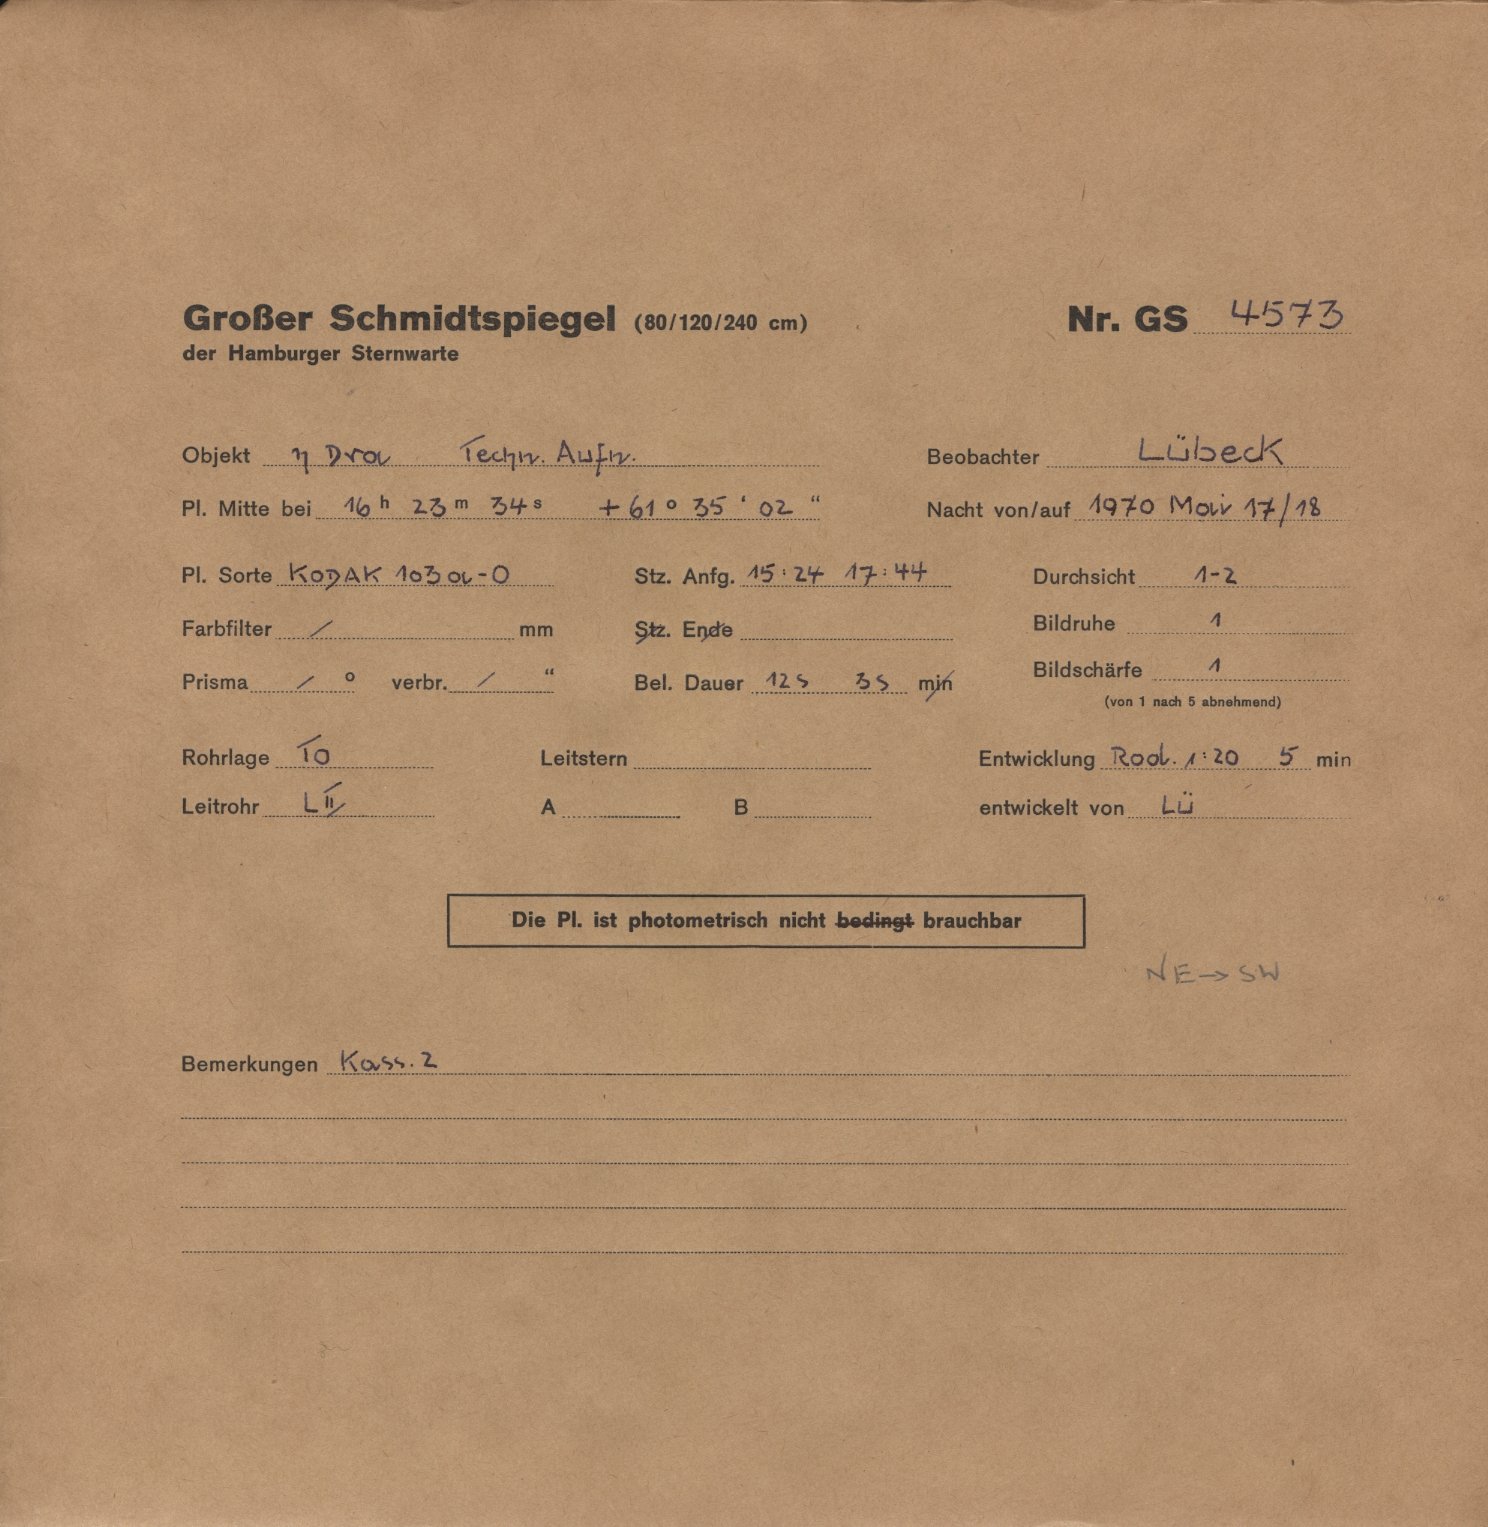 Großer Schmidtspiegel (80/120/240 cm) Nr. GS 4573
der Hamburger Sternwarte
Objekt η Dra Techn. Aufn. Beobachter Lübeck
Pl. Mitte bei 16 h 23 m 34 s + 61 o 35 ' 02 “ Nacht von/auf 1970 Mai 17/18
Pl. Sorte KODAK 103a-O Stz. Anfg. 15:24 17:44 Durchsicht 1-2
Farbfilter / mm Stz. Ende Bildruhe 1
Prisma / o verbr. / “ Bel. Dauer 12s 3s min Bildschärfe 1
(von 1 nach 5 abnehmend)
Rohrlage TO Leitstern Entwicklung Rod. 1:20 5 min
Leitrohr L II A B entwickelt von Lü
Die Pl. ist photometrisch nicht bedingt brauchbar
NE→SW
Bemerkungen Kass. 2